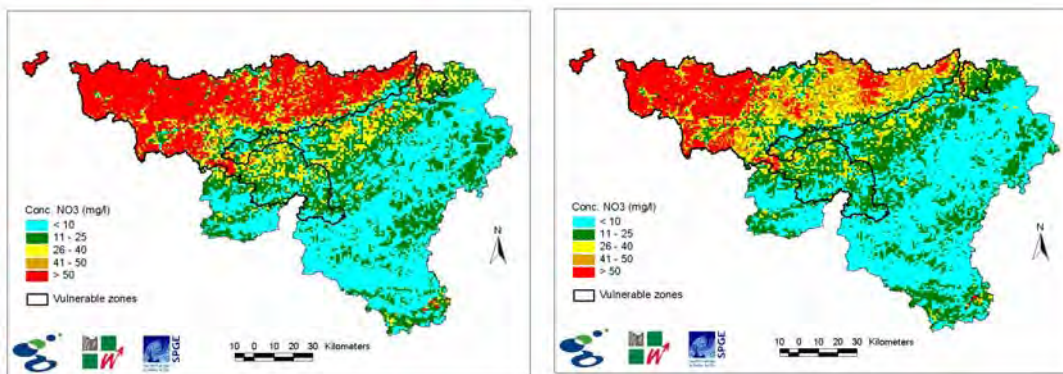 Conc. NO3 (mg/l)
< 10
11 - 25
26 - 40
41 - 50
> 50
Vulnerable zones
N
SPGE
10 0 10 20 30 Kilometers
Conc. NO3 (mg/l)
< 10
11 - 25
26 - 40
41 - 50
> 50
Vulnerable zones
N
SPGE
10 0 10 20 30 Kilometers